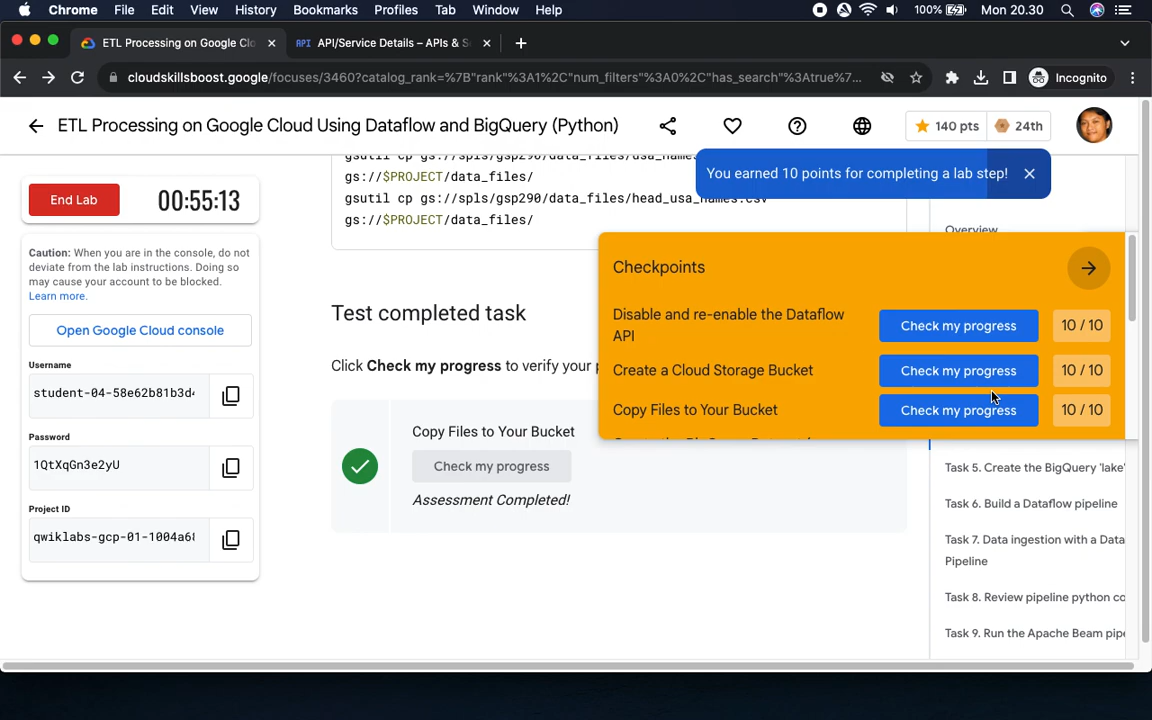 Chrome File Edit View History Bookmarks Profiles Tab Window Help 100% Mon 20.30
ETL Processing on Google Clo
API API/Service Details – APIs & S
cloudskillsboost.google/focuses/3460?catalog_rank=%7B"rank"%3A1%2C"num_filters"%3A0%2C"has_search"%3Atrue%7... Incognito
ETL Processing on Google Cloud Using Dataflow and BigQuery (Python) 140 pts 24th
gsutil cp gs://spls/gsp290/data_files/usa_names.
gs://$PROJECT/data_files/
gsutil cp gs://spls/gsp290/data_files/head_usa_names.csv
gs://$PROJECT/data_files/
You earned 10 points for completing a lab step!
End Lab 00:55:13
Caution: When you are in the console, do not
deviate from the lab instructions. Doing so
may cause your account to be blocked.
Learn more.
Open Google Cloud console
Username
student-04-58e62b81b3d
Password
1QtXqGn3e2yU
Project ID
qwiklabs-gcp-01-1004a6
Test completed task
Click Check my progress to verify your
Copy Files to Your Bucket
Check my progress
Assessment Completed!
Overview
Checkpoints
Disable and re-enable the Dataflow
API
Check my progress 10 / 10
Create a Cloud Storage Bucket Check my progress 10 / 10
Copy Files to Your Bucket Check my progress 10 / 10
Task 5. Create the BigQuery 'lake'
Task 6. Build a Dataflow pipeline
Task 7. Data ingestion with a Data
Pipeline
Task 8. Review pipeline python co
Task 9. Run the Apache Beam pipe